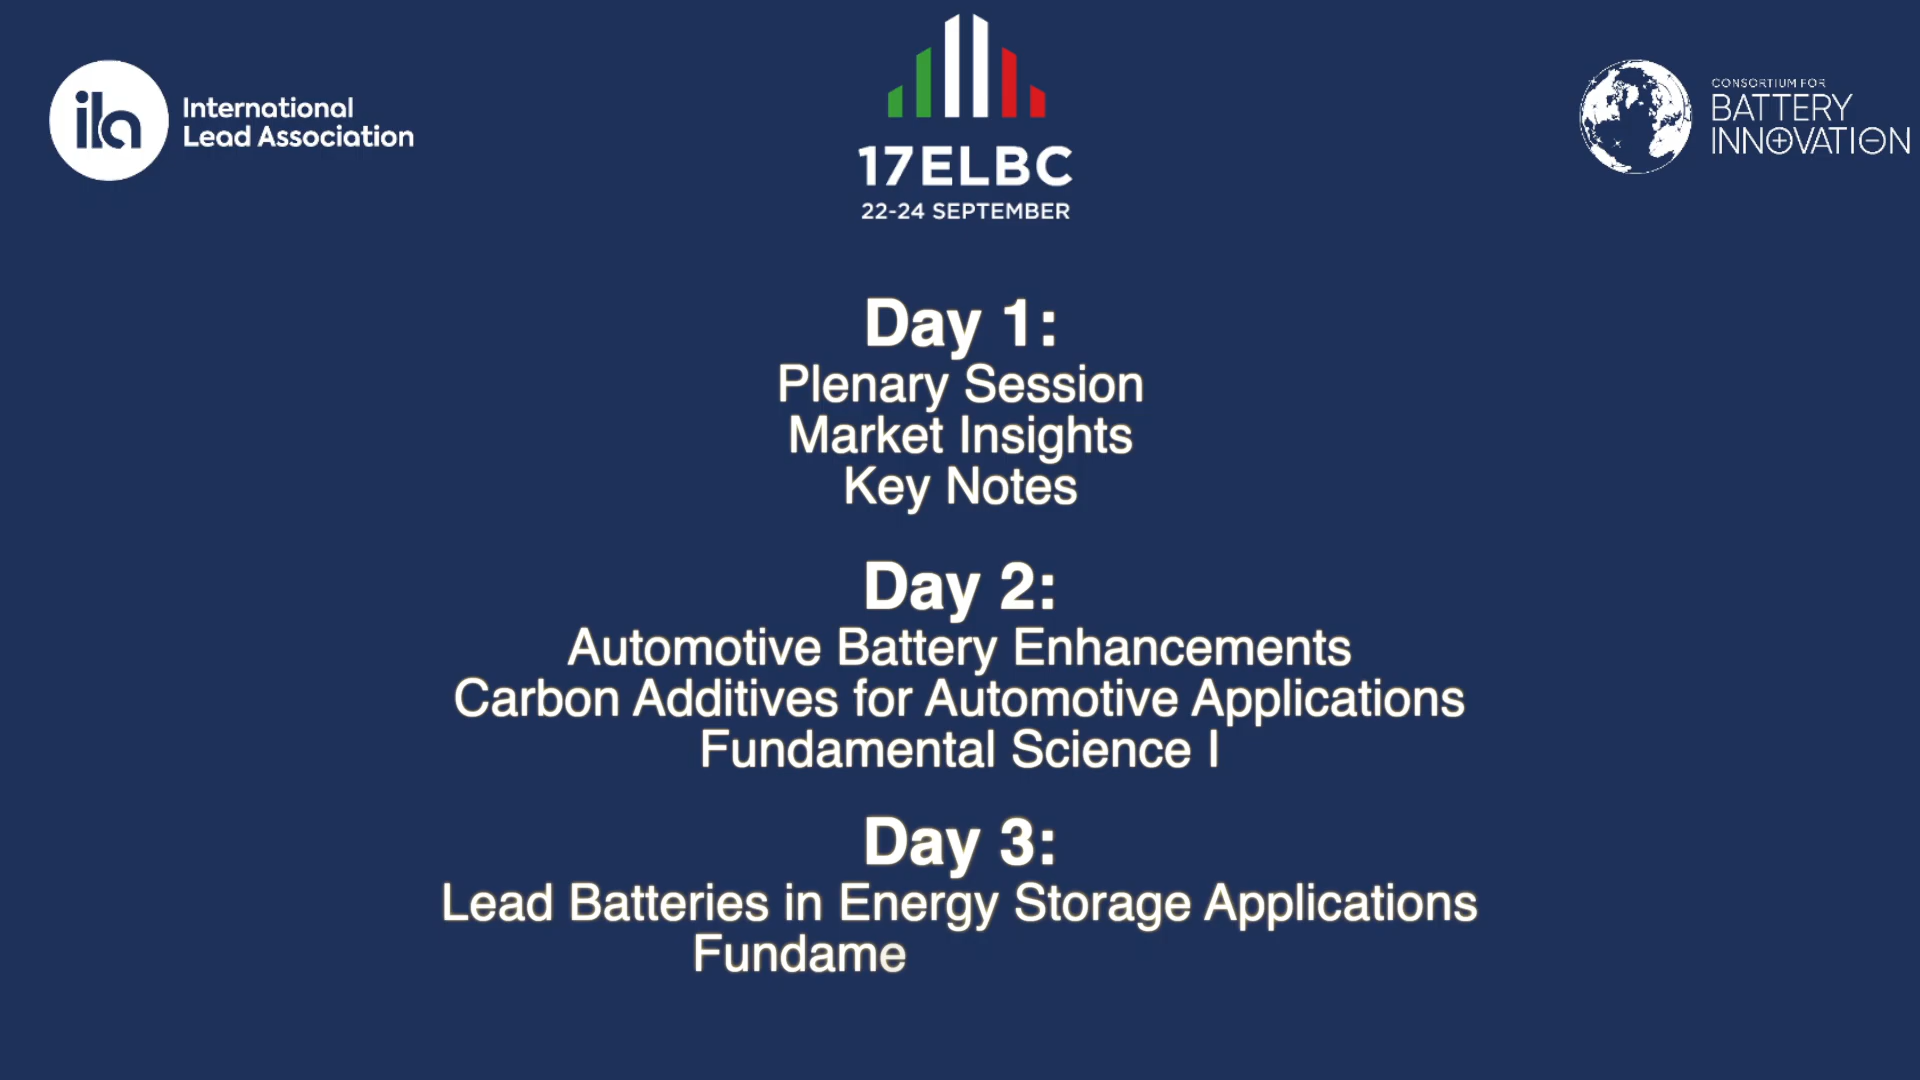 ila International
Lead Association
17ELBC
22-24 SEPTEMBER
CONSORTIUM FOR
BATTERY
INNOVATION
Day 1:
Plenary Session
Market Insights
Key Notes
Day 2:
Automotive Battery Enhancements
Carbon Additives for Automotive Applications
Fundamental Science I
Day 3:
Lead Batteries in Energy Storage Applications
Fundame